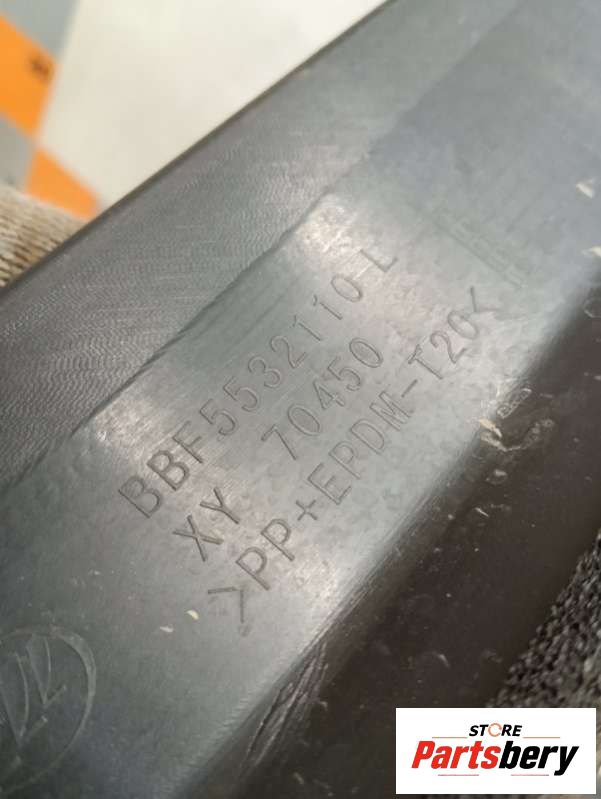 BBF5532110 L
XY 70450
>PP+EPDM-T20<
STORE
Partsbery